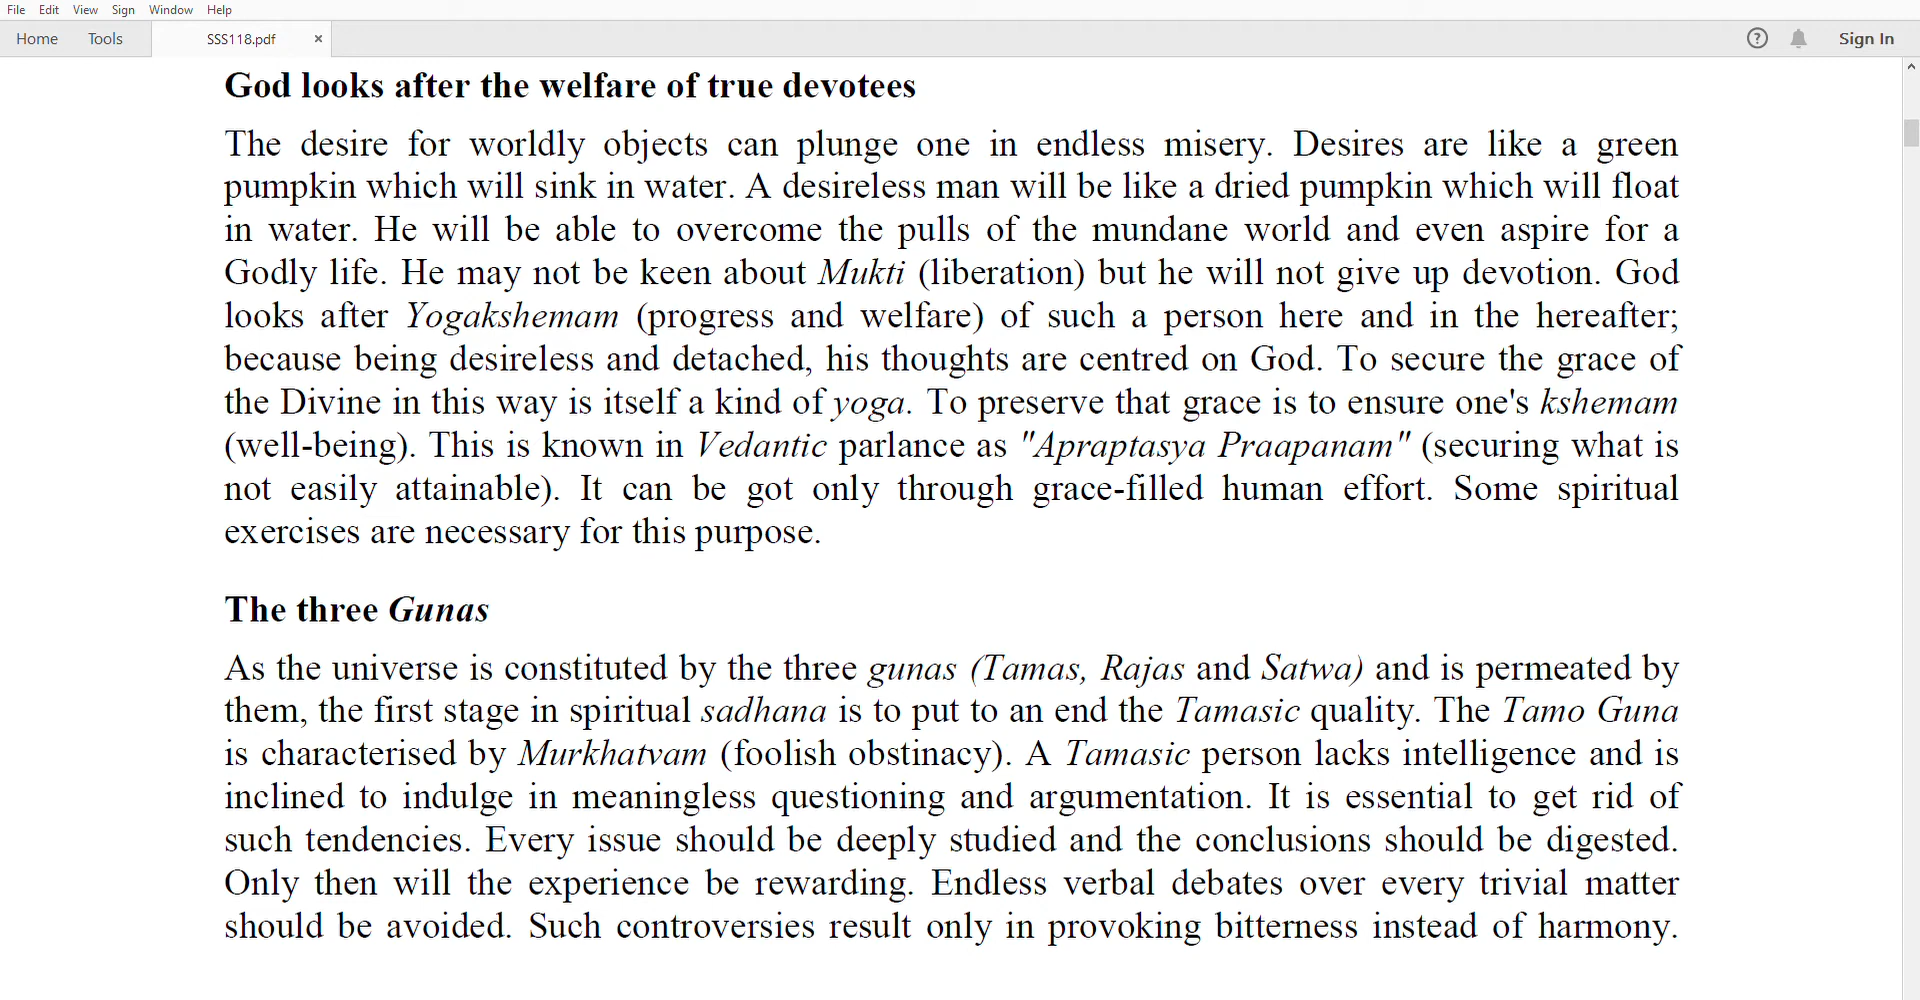 File Edit View Sign Window Help
Home Tools SSS118.pdf × ? Sign In
God looks after the welfare of true devotees
The desire for worldly objects can plunge one in endless misery. Desires are like a green
pumpkin which will sink in water. A desireless man will be like a dried pumpkin which will float
in water. He will be able to overcome the pulls of the mundane world and even aspire for a
Godly life. He may not be keen about Mukti (liberation) but he will not give up devotion. God
looks after Yogakshemam (progress and welfare) of such a person here and in the hereafter;
because being desireless and detached, his thoughts are centred on God. To secure the grace of
the Divine in this way is itself a kind of yoga. To preserve that grace is to ensure one's kshemam
(well-being). This is known in Vedantic parlance as "Apraptasya Praapanam" (securing what is
not easily attainable). It can be got only through grace-filled human effort. Some spiritual
exercises are necessary for this purpose.
The three Gunas
As the universe is constituted by the three gunas (Tamas, Rajas and Satwa) and is permeated by
them, the first stage in spiritual sadhana is to put to an end the Tamasic quality. The Tamo Guna
is characterised by Murkhatvam (foolish obstinacy). A Tamasic person lacks intelligence and is
inclined to indulge in meaningless questioning and argumentation. It is essential to get rid of
such tendencies. Every issue should be deeply studied and the conclusions should be digested.
Only then will the experience be rewarding. Endless verbal debates over every trivial matter
should be avoided. Such controversies result only in provoking bitterness instead of harmony.